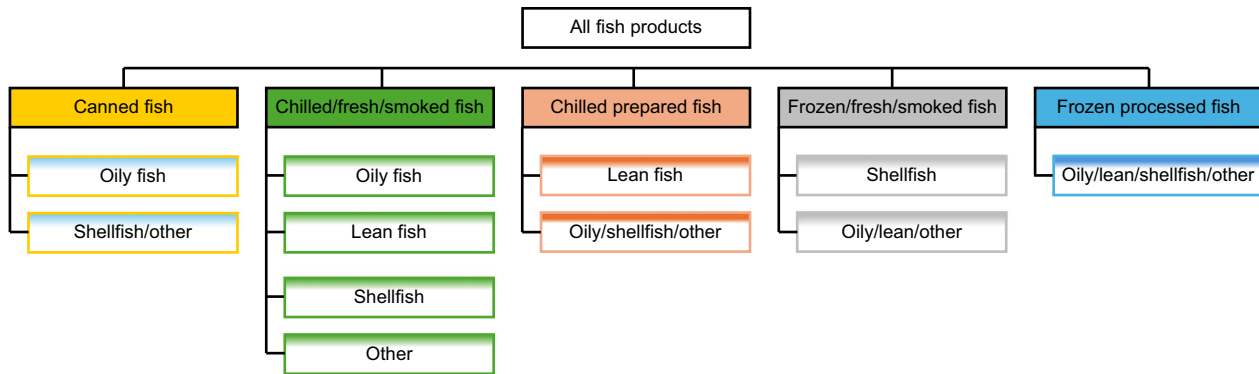 All fish products
Canned fish
Chilled/fresh/smoked fish
Chilled prepared fish
Frozen/fresh/smoked fish
Frozen processed fish
Oily fish
Oily fish
Lean fish
Shellfish
Oily/lean/shellfish/other
Shellfish/other
Lean fish
Oily/shellfish/other
Oily/lean/other
Shellfish
Other